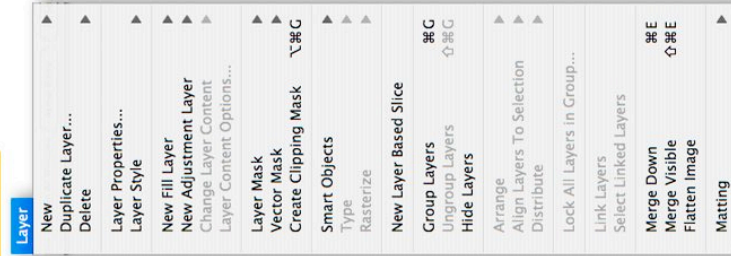 Layer
New ▶
Duplicate Layer...
Delete ▶
Layer Properties...
Layer Style ▶
New Fill Layer ▶
New Adjustment Layer ▶
Change Layer Content ▶
Layer Content Options...
Layer Mask ▶
Vector Mask ▶
Create Clipping Mask ⌥⌘G
Smart Objects ▶
Type ▶
Rasterize ▶
New Layer Based Slice
Group Layers ⌘G
Ungroup Layers ⇧⌘G
Hide Layers
Arrange ▶
Align Layers To Selection ▶
Distribute ▶
Lock All Layers in Group...
Link Layers
Select Linked Layers
Merge Down ⌘E
Merge Visible ⇧⌘E
Flatten Image
Matting ▶